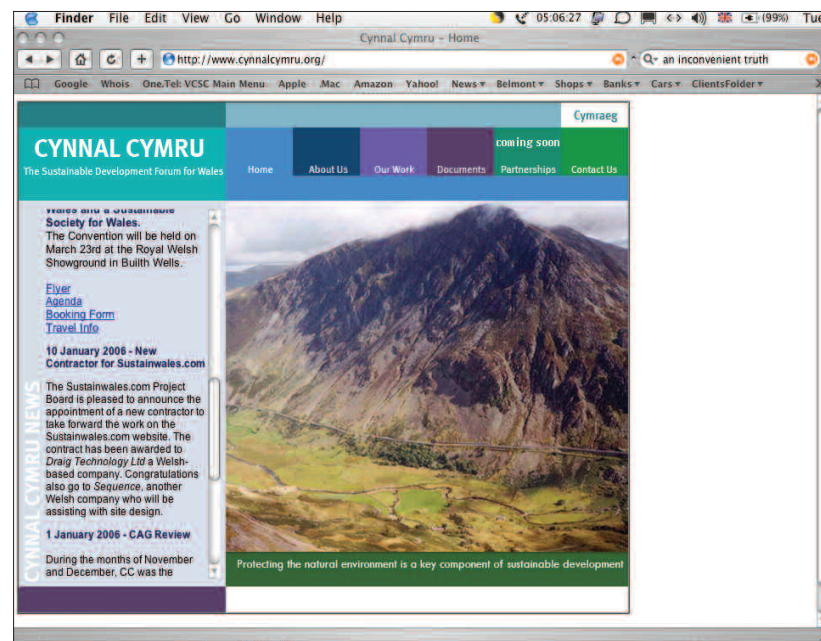 Finder File Edit View Go Window Help 05:06:27 (99%) Tue
Cynnal Cymru - Home
http://www.cynnalcymru.org/ an inconvenient truth
Google Whois One.Tel: VCSC Main Menu Apple .Mac Amazon Yahoo! News Belmont Shops Banks Cars ClientsFolder
Cymraeg
CYNNAL CYMRU
The Sustainable Development Forum for Wales
coming soon
Home About Us Our Work Documents Partnerships Contact Us
CYNNAL CYMRU NEWS
Wales and a Sustainable
Society for Wales.
The Convention will be held on
March 23rd at the Royal Welsh
Showground in Builth Wells.
Flyer
Agenda
Booking Form
Travel Info
10 January 2006 - New
Contractor for Sustainwales.com
The Sustainwales.com Project
Board is pleased to announce the
appointment of a new contractor to
take forward the work on the
Sustainwales.com website. The
contract has been awarded to
Draig Technology Ltd a Welsh-
based company. Congratulations
also go to Sequence, another
Welsh company who will be
assisting with site design.
1 January 2006 - CAG Review
During the months of November
and December, CC was the
Protecting the natural environment is a key component of sustainable development